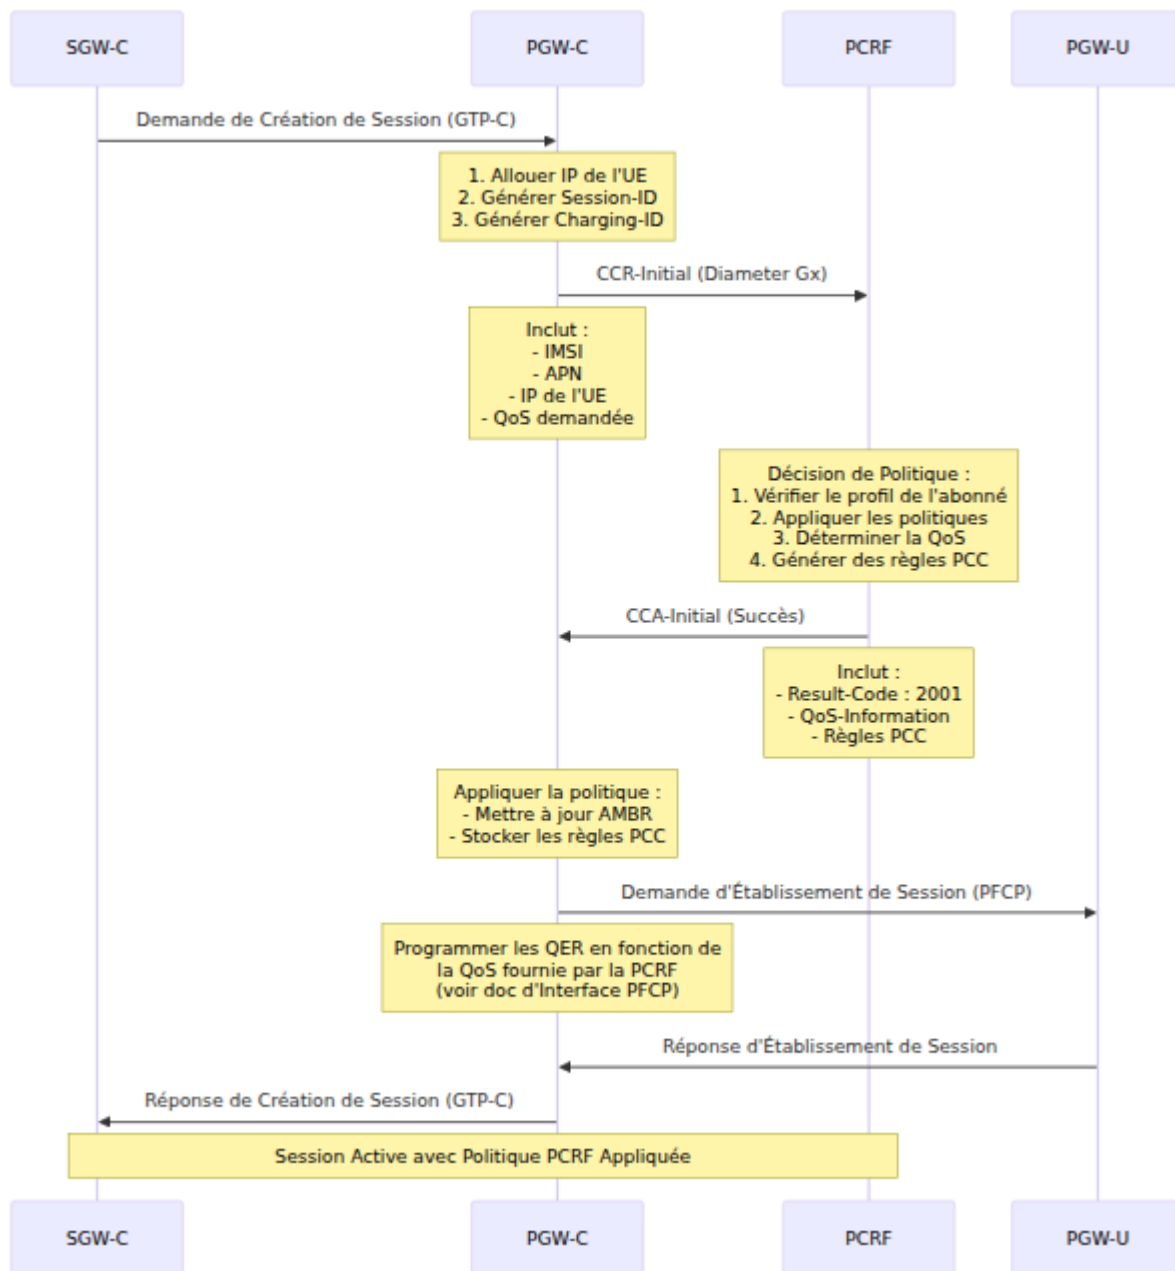 SGW-C
PGW-C
PCRF
PGW-U
Demande de Création de Session (GTP-C)
1. Allouer IP de l'UE
2. Générer Session-ID
3. Générer Charging-ID
CCR-Initial (Diameter Gx)
Inclut :
- IMSI
- APN
- IP de l'UE
- QoS demandée
Décision de Politique :
1. Vérifier le profil de l'abonné
2. Appliquer les politiques
3. Déterminer la QoS
4. Générer des règles PCC
CCA-Initial (Succès)
Inclut :
- Result-Code : 2001
- QoS-Information
- Règles PCC
Appliquer la politique :
- Mettre à jour AMBR
- Stocker les règles PCC
Demande d'Établissement de Session (PFCP)
Programmer les QER en fonction de
la QoS fournie par la PCRF
(voir doc d'Interface PFCP)
Réponse d'Établissement de Session
Réponse de Création de Session (GTP-C)
Session Active avec Politique PCRF Appliquée
SGW-C
PGW-C
PCRF
PGW-U